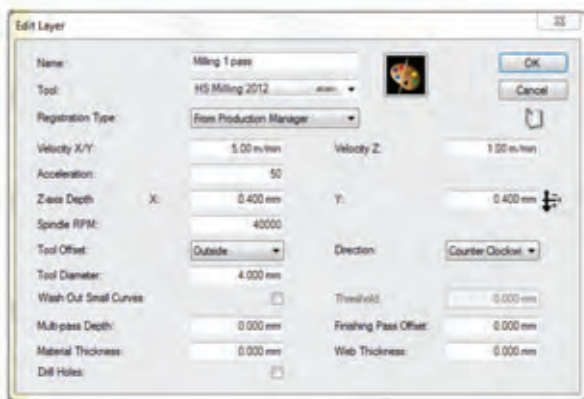 Edit Layer
Name: Milling 1 pass OK
Tool: HS Milling 2012 Cancel
Registration Type: From Production Manager
Velocity X/Y: 5.00 m/min Velocity Z: 1.00 m/min
Acceleration: 50
Z-axis Depth X: 0.400 mm Y: 0.400 mm
Spindle RPM: 40000
Tool Offset: Outside Direction: Counter Clockwi
Tool Diameter: 4.000 mm
Wash Out Small Curves Threshold: 0.000 mm
Multi-pass Depth: 0.000 mm Finishing Pass Offset: 0.000 mm
Material Thickness: 0.000 mm Web Thickness: 0.000 mm
Drill Holes: